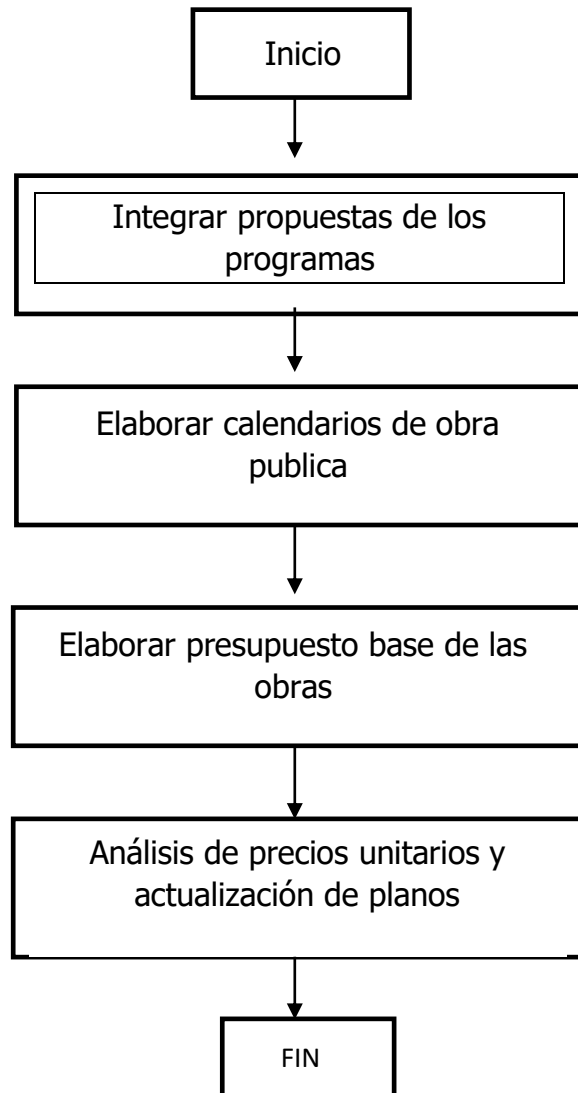 Inicio
Integrar propuestas de los
programas
Elaborar calendarios de obra
publica
Elaborar presupuesto base de las
obras
Análisis de precios unitarios y
actualización de planos
FIN